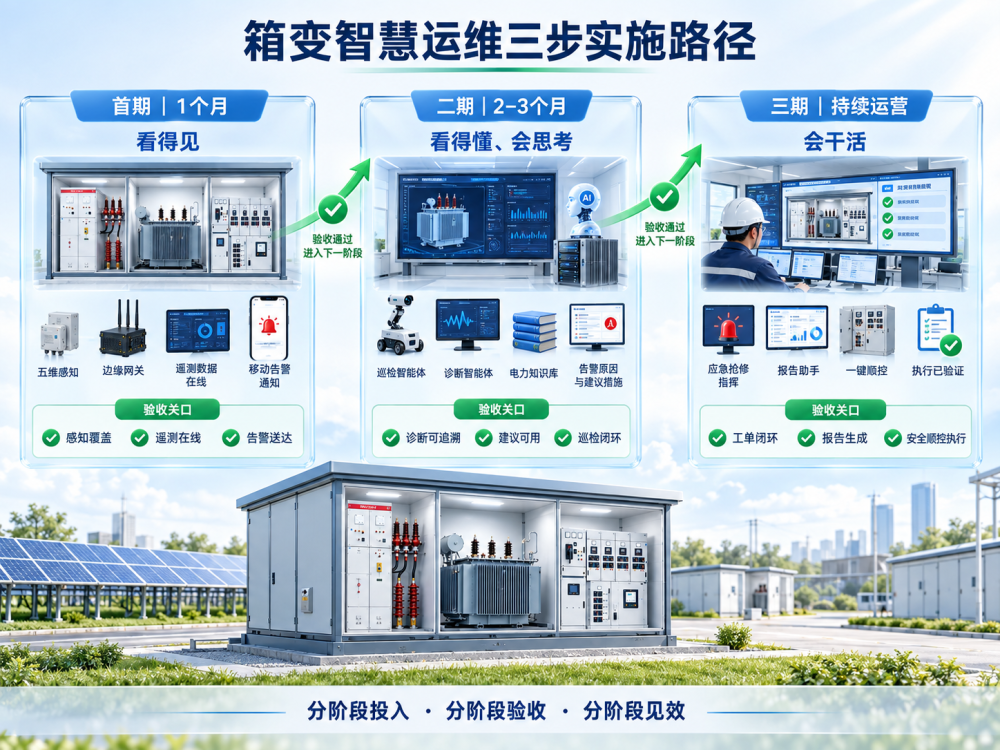 箱变智慧运维三步实施路径
首期 | 1个月
看得见
验收通过
进入下一阶段
五维感知
边缘网关
遥测数据
在线
移动告警
通知
验收关口
感知覆盖
遥测在线
告警送达
二期 | 2-3个月
看得懂、会思考
AI
验收通过
进入下一阶段
巡检智能体
诊断智能体
电力知识库
告警原因
与建议措施
验收关口
诊断可追溯
建议可用
巡检闭环
三期 | 持续运营
会干活
应急抢修
指挥
报告助手
一键顺控
执行已验证
验收关口
工单闭环
报告生成
安全顺控执行
分阶段投入 · 分阶段验收 · 分阶段见效